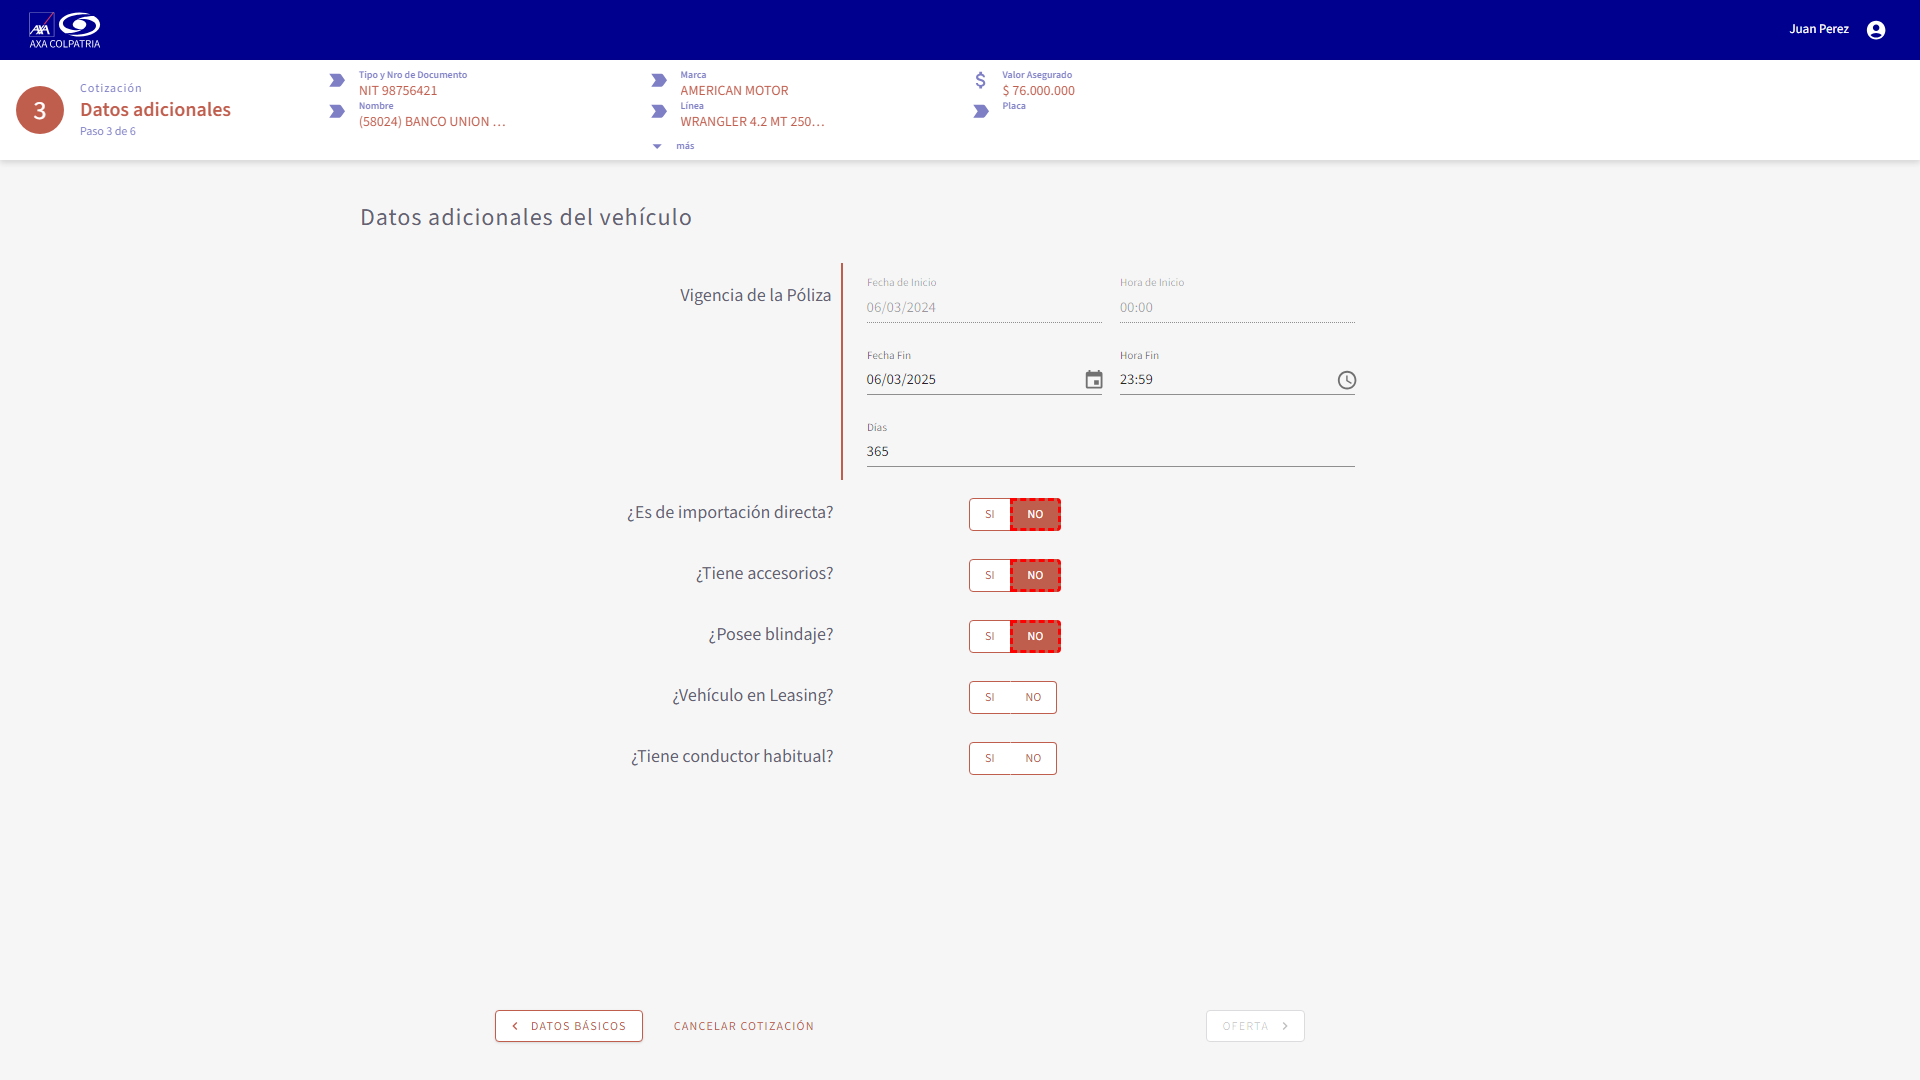 AXA
AXA COLPATRIA
Juan Perez
3
Cotización
Datos adicionales
Paso 3 de 6
Tipo y Nro de Documento
NIT 98756421
Nombre
(58024) BANCO UNION ...
Marca
AMERICAN MOTOR
Línea
WRANGLER 4.2 MT 250...
más
$ Valor Asegurado
$ 76.000.000
Placa
Datos adicionales del vehículo
Vigencia de la Póliza
Fecha de Inicio
06/03/2024
Hora de Inicio
00:00
Fecha Fin
06/03/2025
Hora Fin
23:59
Días
365
¿Es de importación directa? SI NO
¿Tiene accesorios? SI NO
¿Posee blindaje? SI NO
¿Vehículo en Leasing? SI NO
¿Tiene conductor habitual? SI NO
DATOS BÁSICOS
CANCELAR COTIZACIÓN
OFERTA